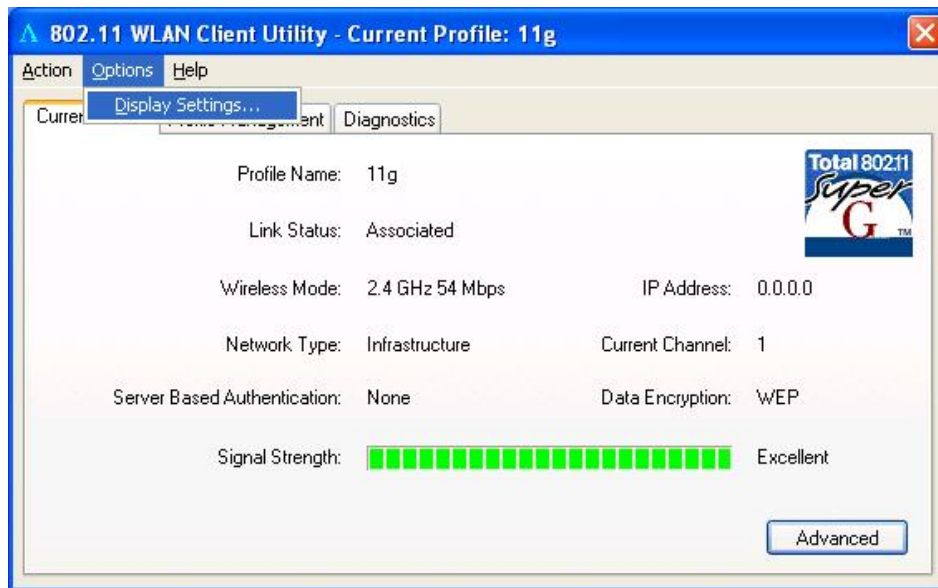 802.11 WLAN Client Utility - Current Profile: 11g
Action Options Help
Display Settings...
Diagnostics
Profile Name: 11g
Total 802.11
Super
G TM
Link Status: Associated
Wireless Mode: 2.4 GHz 54 Mbps IP Address: 0.0.0.0
Network Type: Infrastructure Current Channel: 1
Server Based Authentication: None Data Encryption: WEP
Signal Strength: Excellent
Advanced